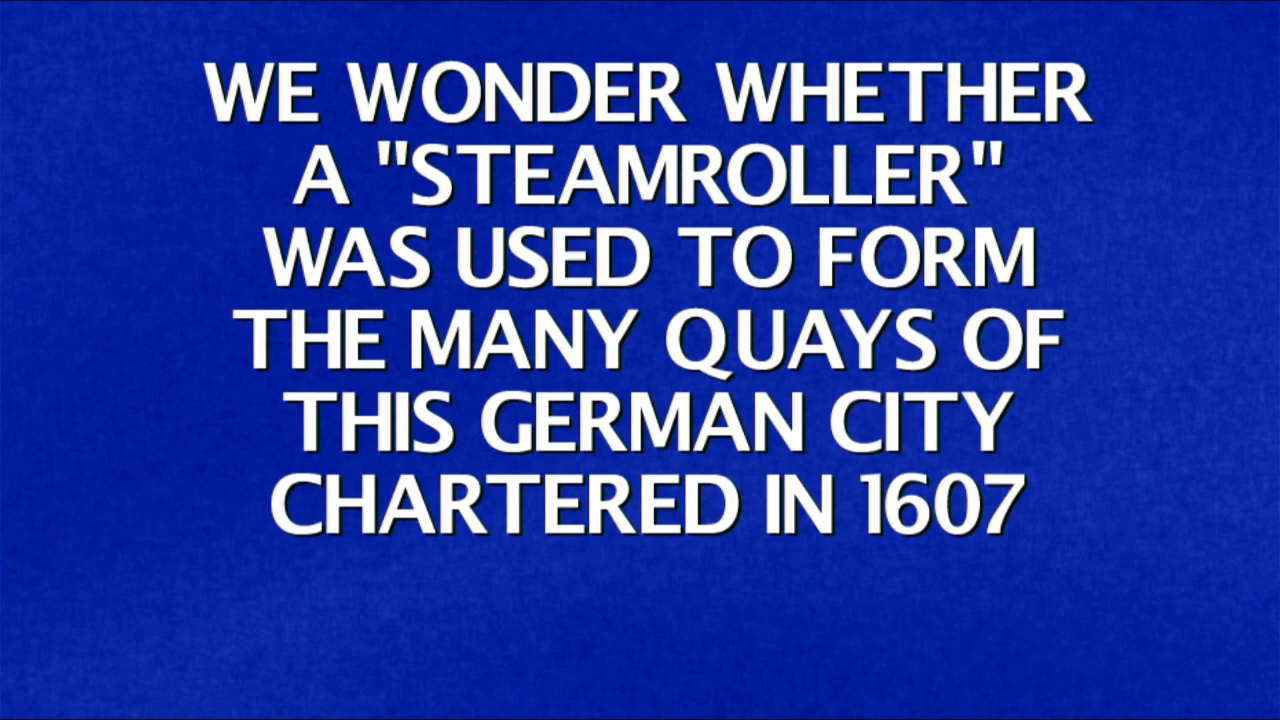 WE WONDER WHETHER
A "STEAMROLLER"
WAS USED TO FORM
THE MANY QUAYS OF
THIS GERMAN CITY
CHARTERED IN 1607